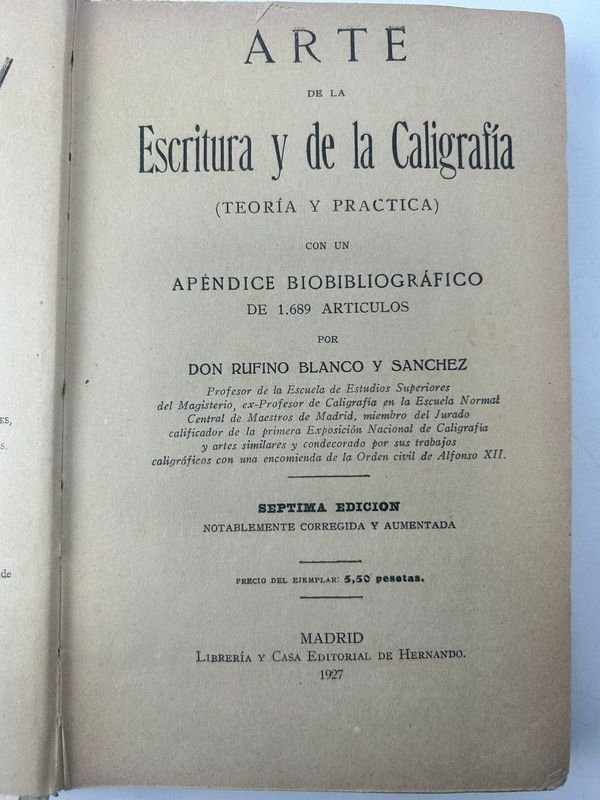 ARTE
DE LA
Escritura y de la Caligrafía
(TEORÍA Y PRACTICA)
CON UN
APÉNDICE BIOBIBLIOGRÁFICO
DE 1.689 ARTICULOS
POR
DON RUFINO BLANCO Y SANCHEZ
Profesor de la Escuela de Estudios Superiores
del Magisterio, ex-Profesor de Caligrafía en la Escuela Normal
Central de Maestros de Madrid, miembro del Jurado
calificador de la primera Exposición Nacional de Caligrafía
y artes similares y condecorado por sus trabajos
caligráficos con una encomienda de la Orden civil de Alfonso XII.
SEPTIMA EDICION
NOTABLEMENTE CORREGIDA Y AUMENTADA
PRECIO DEL EJEMPLAR: 5,50 pesetas.
MADRID
LIBRERÍA Y CASA EDITORIAL DE HERNANDO.
1927
de